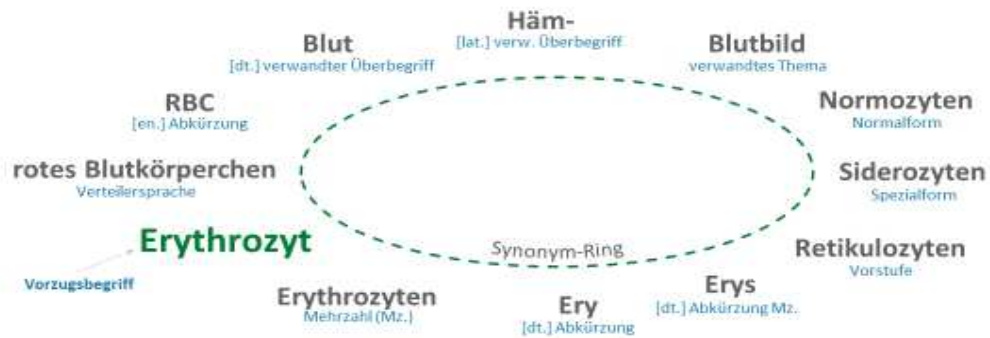 Häm-
[lat.] verw. Überbegriff
Blut
[dt.] verwandter Überbegriff
Blutbild
verwandtes Thema
RBC
[en.] Abkürzung
Normozyten
Normalform
rotes Blutkörperchen
Verteilersprache
Siderozyten
Spezialform
Erythrozyt
Vorzugsbegriff
Synonym-Ring
Retikulozyten
Vorstufe
Erythrozyten
Mehrzahl (Mz.)
Ery
[dt.] Abkürzung
Erys
[dt.] Abkürzung Mz.